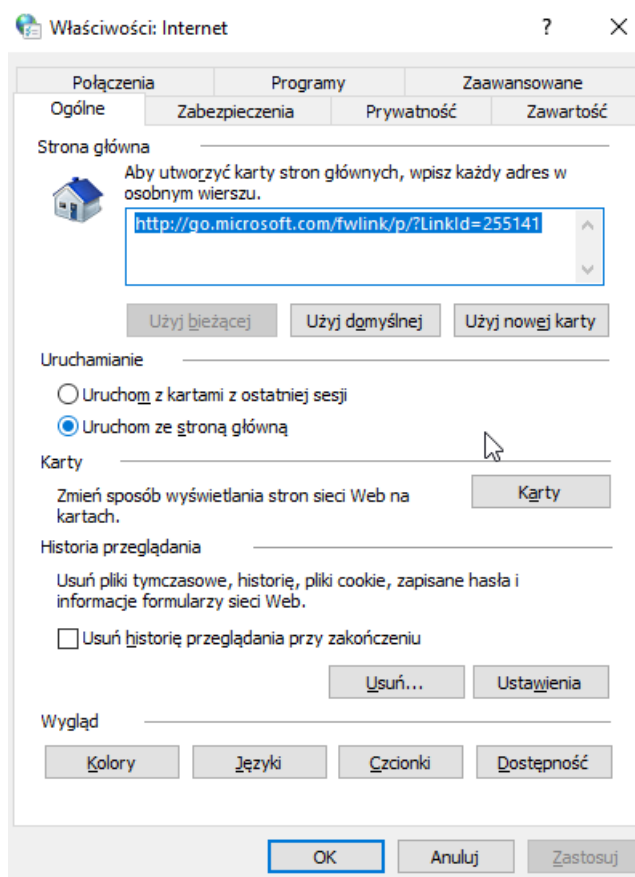 Właściwości: Internet
Połączenia Programy Zaawansowane
Ogólne Zabezpieczenia Prywatność Zawartość
Strona główna
Aby utworzyć karty stron głównych, wpisz każdy adres w
osobnym wierszu.
http://go.microsoft.com/fwlink/p/?LinkId=255141
Użyj bieżącej Użyj domyślnej Użyj nowej karty
Uruchamianie
Uruchom z kartami z ostatniej sesji
Uruchom ze stroną główną
Karty
Zmień sposób wyświetlania stron sieci Web na
kartach.
Karty
Historia przeglądania
Usuń pliki tymczasowe, historię, pliki cookie, zapisane hasła i
informacje formularzy sieci Web.
Usuń historię przeglądania przy zakończeniu
Usuń... Ustawienia
Wygląd
Kolory Języki Czcionki Dostępność
OK Anuluj Zastosuj